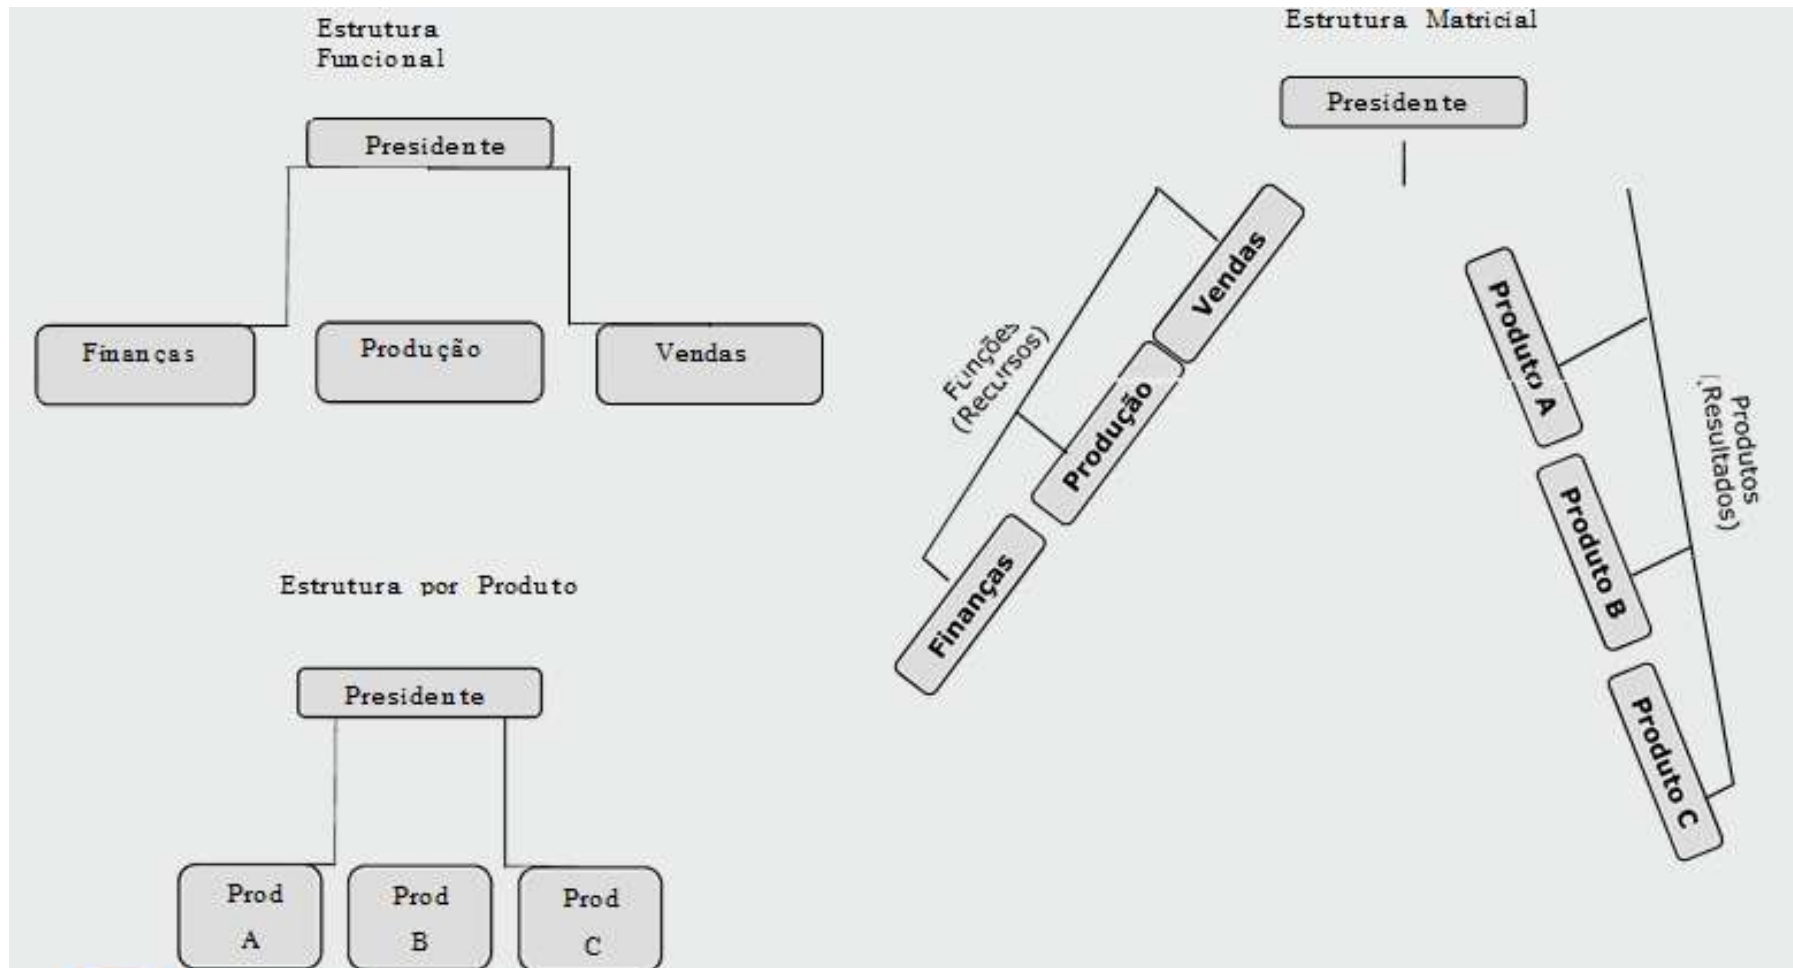 Estrutura
Funcional
Presidente
Finanças
Produção
Vendas
Estrutura por Produto
Presidente
Prod
A
Prod
B
Prod
C
Estrutura Matricial
Presidente
Funções
(Recursos)
Vendas
Produção
Finanças
Produto A
Produto B
Produto C
Produtos
(Resultados)